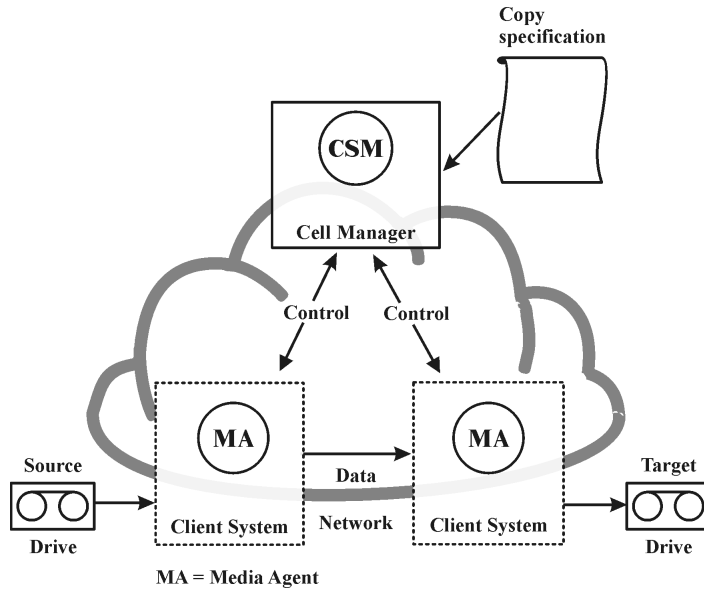 Copy
specification
CSM
Cell Manager
Control
Control
MA
MA
Source
Data
Target
Client System
Network
Client System
Drive
Drive
MA = Media Agent